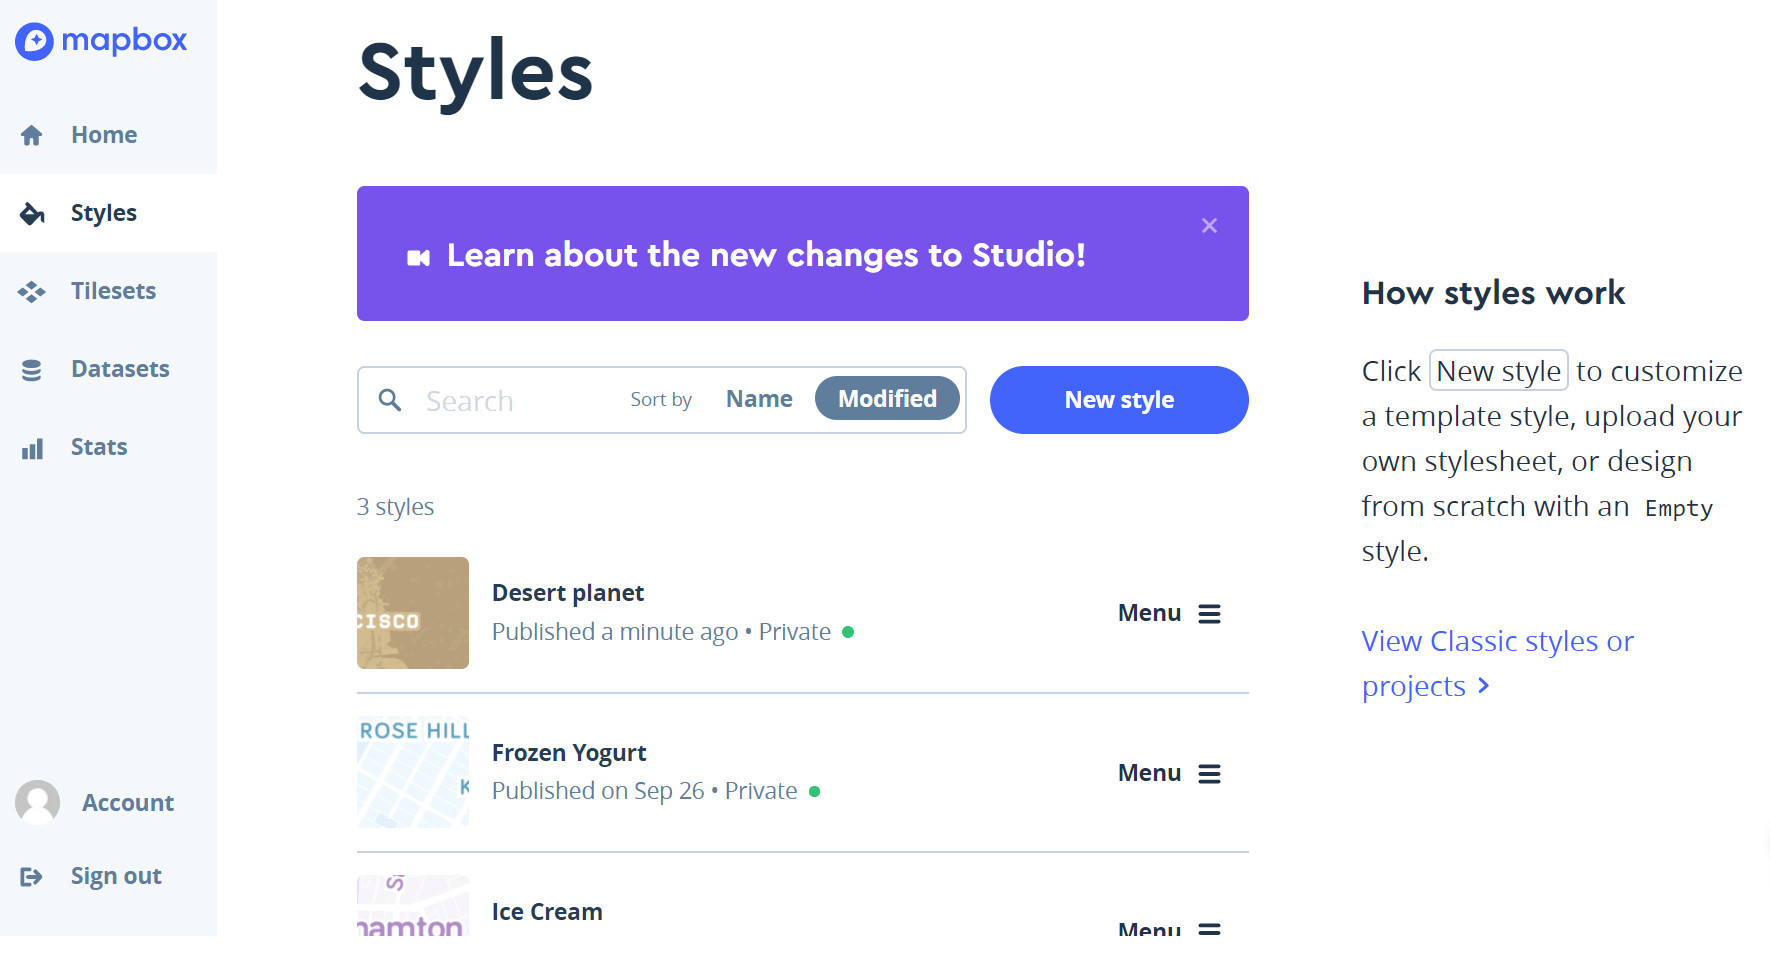 mapbox
Home
Styles
Tilesets
Datasets
Stats
Account
Sign out
Styles
Learn about the new changes to Studio!
Search Sort by Name Modified
New style
3 styles
CISCO
Desert planet
Published a minute ago • Private
Menu
ROSE HILL
K
Frozen Yogurt
Published on Sep 26 • Private
Menu
hamton
Ice Cream
Menu
How styles work
Click New style to customize
a template style, upload your
own stylesheet, or design
from scratch with an Empty
style.
View Classic styles or
projects